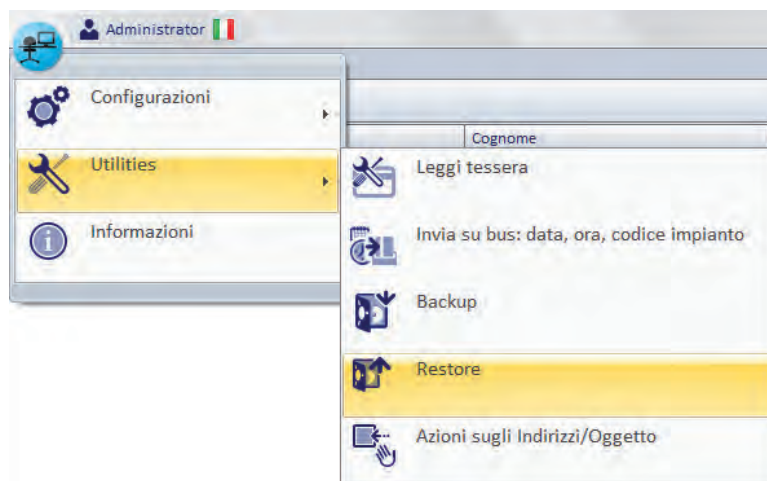 Administrator
Configurazioni
Cognome
Utilities
Leggi tessera
Informazioni
Invia su bus: data, ora, codice impianto
Backup
Restore
Azioni sugli Indirizzi/Oggetto